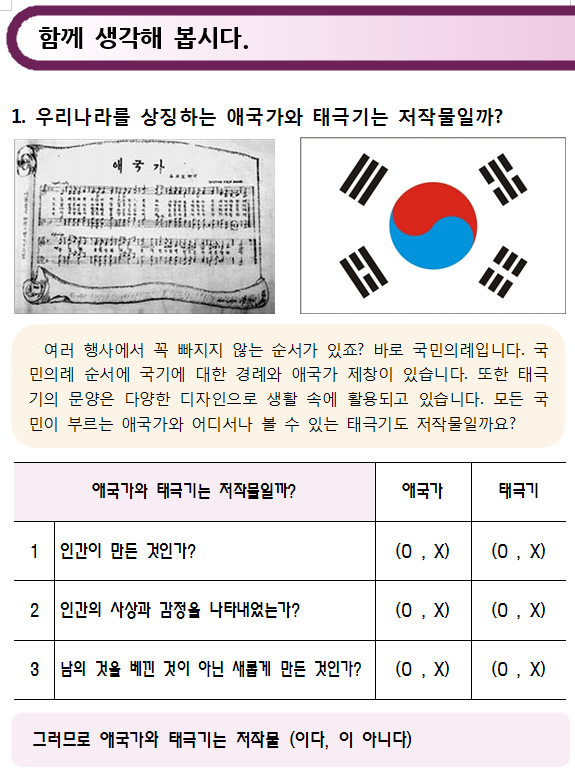 함께 생각해 봅시다.
1. 우리나라를 상징하는 애국가와 태극기는 저작물일까?
애 국 가
여러 행사에서 꼭 빠지지 않는 순서가 있죠? 바로 국민의례입니다. 국
민의례 순서에 국기에 대한 경례와 애국가 제창이 있습니다. 또한 태극
기의 문양은 다양한 디자인으로 생활 속에 활용되고 있습니다. 모든 국
민이 부르는 애국가와 어디서나 볼 수 있는 태극기도 저작물일까요?
애국가와 태극기는 저작물일까? 애국가 태극기
1 인간이 만든 것인가? (O , X) (O , X)
2 인간의 사상과 감정을 나타내었는가? (O , X) (O , X)
3 남의 것을 베낀 것이 아닌 새롭게 만든 것인가? (O , X) (O , X)
그러므로 애국가와 태극기는 저작물 (이다, 이 아니다)